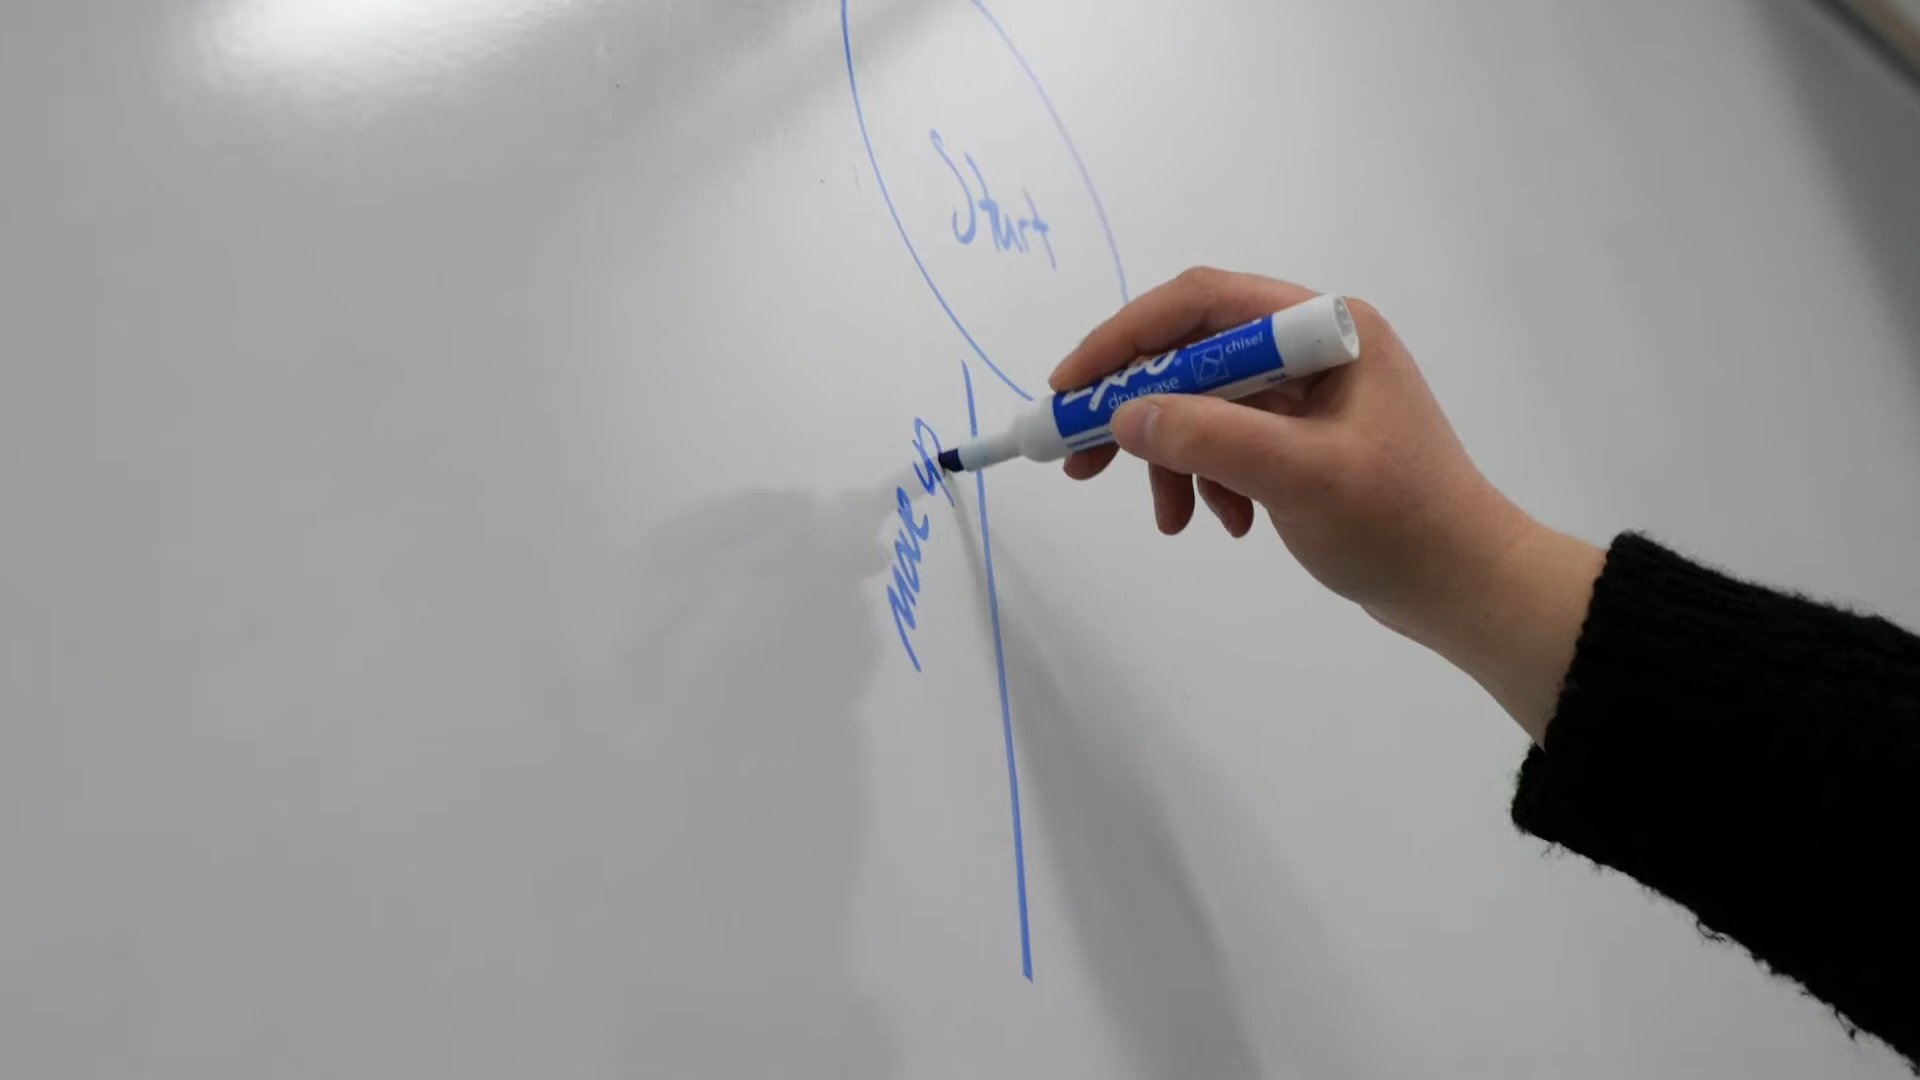 Start
move up
Expo
chisel
dry erase